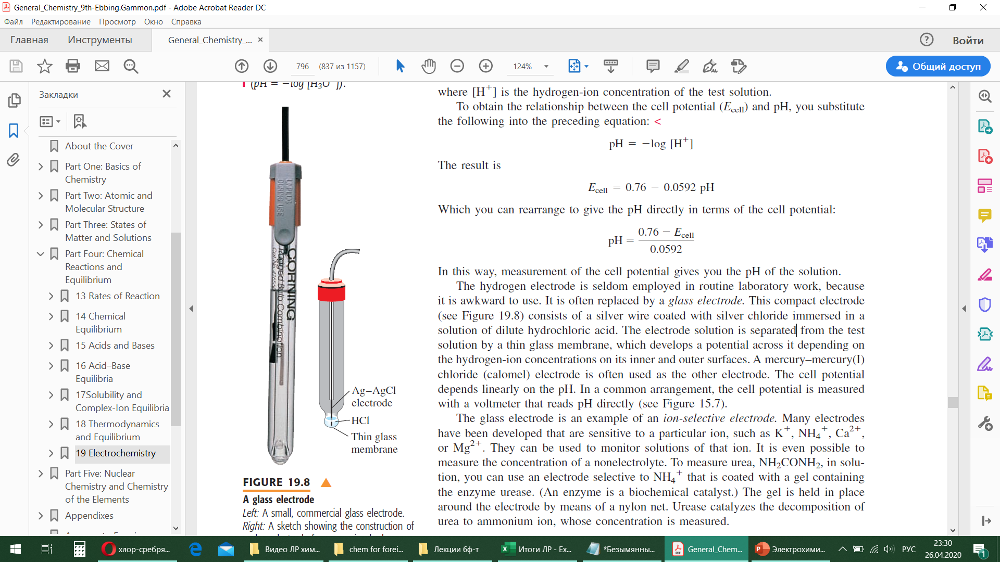 General_Chemistry_9th-Ebbing.Gammon.pdf - Adobe Acrobat Reader DC
Файл Редактирование Просмотр Окно Справка
Главная Инструменты General_Chemistry_... × Войти
796 (837 из 1157) 124% Общий доступ
Закладки
About the Cover
Part One: Basics of
Chemistry
Part Two: Atomic and
Molecular Structure
Part Three: States of
Matter and Solutions
Part Four: Chemical
Reactions and
Equilibrium
13 Rates of Reaction
14 Chemical
Equilibrium
15 Acids and Bases
16 Acid–Base
Equilibria
17Solubility and
Complex-Ion Equilibria
18 Thermodynamics
and Equilibrium
19 Electrochemistry
Part Five: Nuclear
Chemistry and Chemistry
of the Elements
Appendixes
(pH = −log [H₃O⁺]).
UNPLUG
DURING USE
CORNING
Rugged Bulb Combination
Ag–AgCl
electrode
HCl
Thin glass
membrane
FIGURE 19.8
A glass electrode
Left: A small, commercial glass electrode.
Right: A sketch showing the construction of
where [H⁺] is the hydrogen-ion concentration of the test solution.
To obtain the relationship between the cell potential (E_cell) and pH, you substitute
the following into the preceding equation: <
pH = −log [H⁺]
The result is
E_cell = 0.76 − 0.0592 pH
Which you can rearrange to give the pH directly in terms of the cell potential:
pH = (0.76 − E_cell)/0.0592
In this way, measurement of the cell potential gives you the pH of the solution.
The hydrogen electrode is seldom employed in routine laboratory work, because
it is awkward to use. It is often replaced by a glass electrode. This compact electrode
(see Figure 19.8) consists of a silver wire coated with silver chloride immersed in a
solution of dilute hydrochloric acid. The electrode solution is separated from the test
solution by a thin glass membrane, which develops a potential across it depending on
the hydrogen-ion concentrations on its inner and outer surfaces. A mercury–mercury(I)
chloride (calomel) electrode is often used as the other electrode. The cell potential
depends linearly on the pH. In a common arrangement, the cell potential is measured
with a voltmeter that reads pH directly (see Figure 15.7).
The glass electrode is an example of an ion-selective electrode. Many electrodes
have been developed that are sensitive to a particular ion, such as K⁺, NH₄⁺, Ca²⁺,
or Mg²⁺. They can be used to monitor solutions of that ion. It is even possible to
measure the concentration of a nonelectrolyte. To measure urea, NH₂CONH₂, in solu-
tion, you can use an electrode selective to NH₄⁺ that is coated with a gel containing
the enzyme urease. (An enzyme is a biochemical catalyst.) The gel is held in place
around the electrode by means of a nylon net. Urease catalyzes the decomposition of
urea to ammonium ion, whose concentration is measured.
хлор-сребря... Видео ЛР хим... chem for forei... Лекции 6ф-т Итоги ЛР - Ex... *Безымянны... General_Chem... Электрохими... РУС 23:30
26.04.2020 1